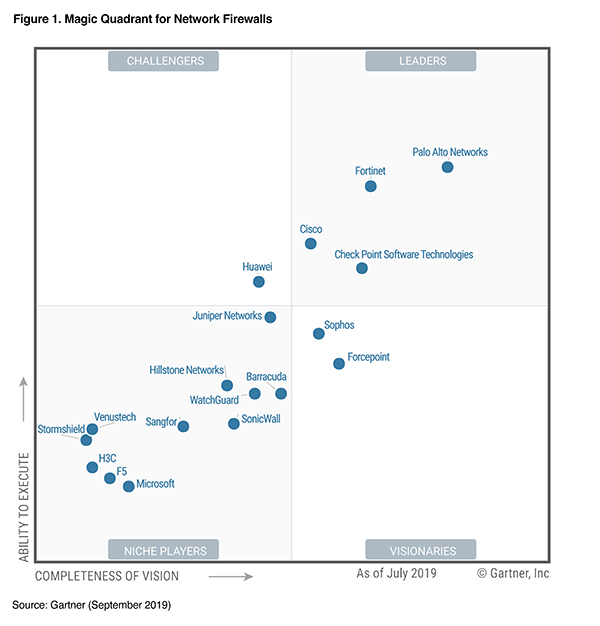 Figure 1. Magic Quadrant for Network Firewalls
CHALLENGERS
LEADERS
Palo Alto Networks
Fortinet
Cisco
Check Point Software Technologies
Huawei
Juniper Networks
Sophos
Forcepoint
Hillstone Networks
Barracuda
WatchGuard
SonicWall
Sangfor
Venustech
Stormshield
H3C
F5
Microsoft
ABILITY TO EXECUTE
NICHE PLAYERS
VISIONARIES
COMPLETENESS OF VISION
As of July 2019
© Gartner, Inc
Source: Gartner (September 2019)